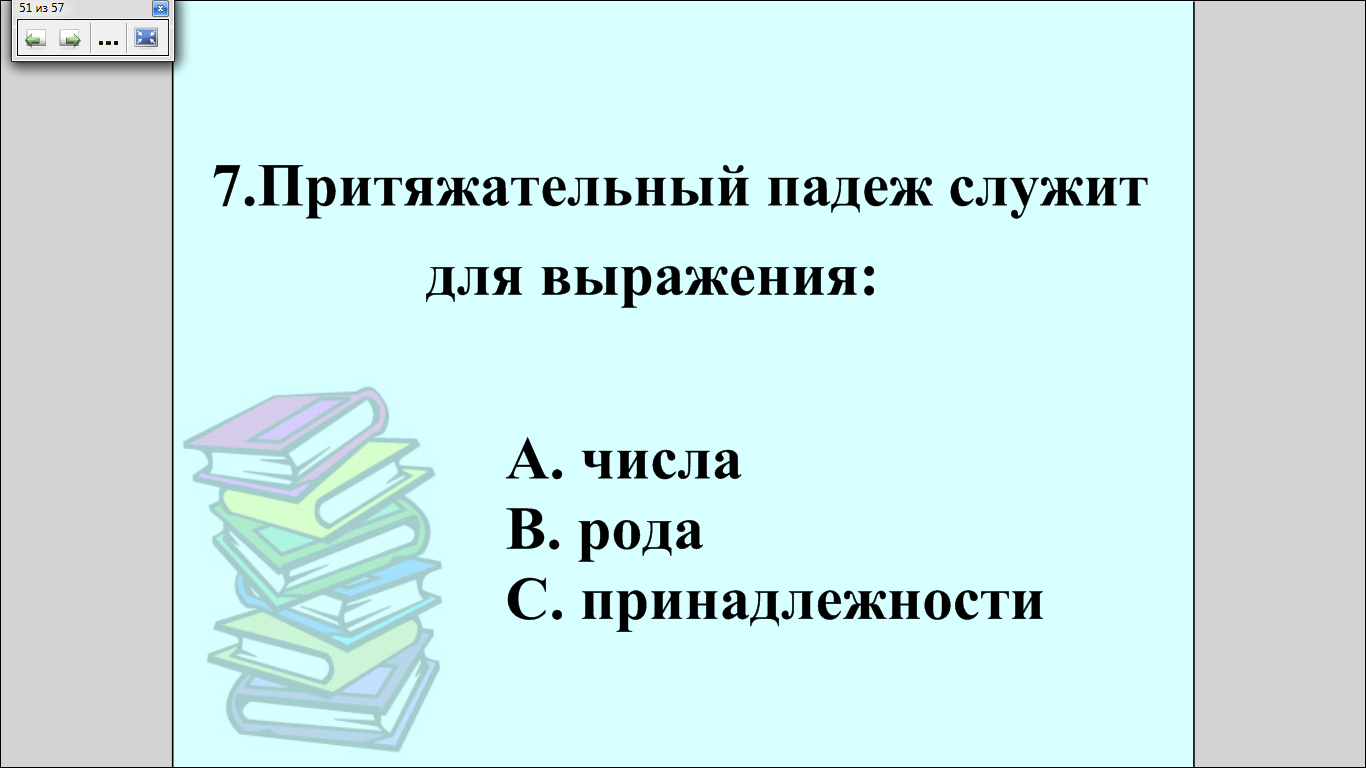 51 из 57
...
7.Притяжательный падеж служит
для выражения:
А. числа
В. рода
С. принадлежности